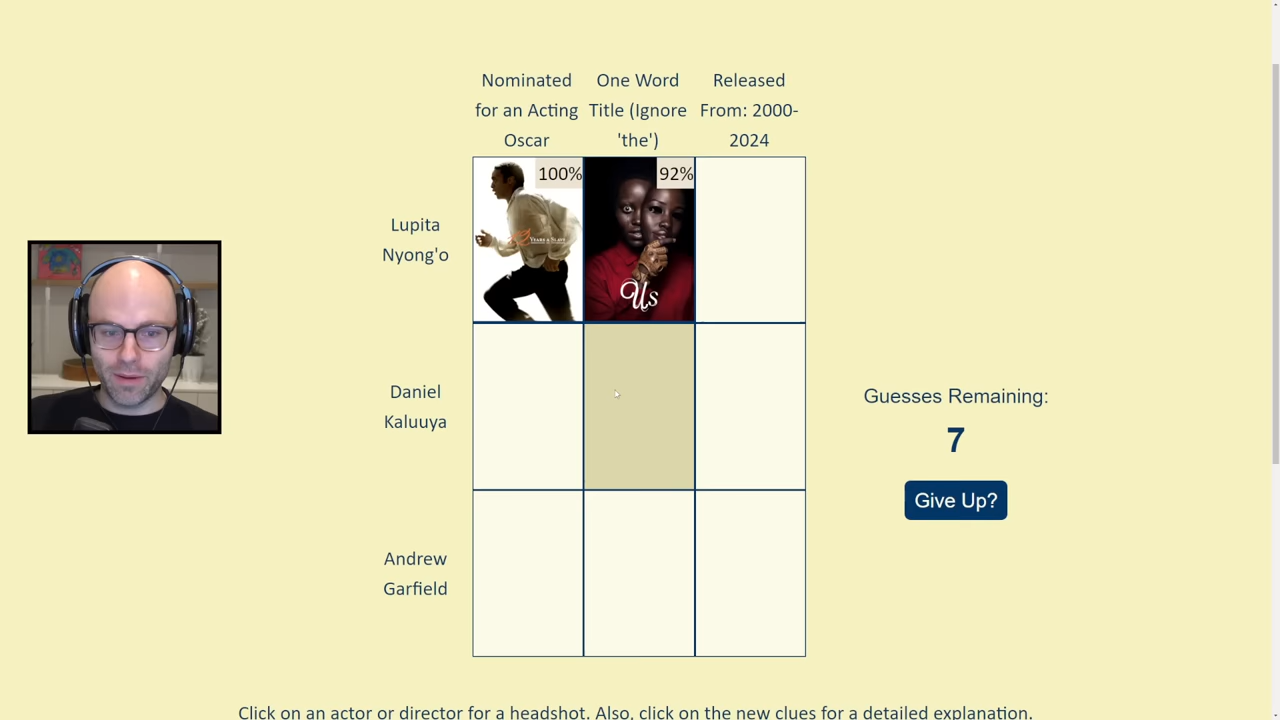 Nominated
for an Acting
Oscar
One Word
Title (Ignore
'the')
Released
From: 2000-
2024
100%
YEARS A SLAVE
92%
Us
Lupita
Nyong'o
Daniel
Kaluuya
Andrew
Garfield
Guesses Remaining:
7
Give Up?
Click on an actor or director for a headshot. Also, click on the new clues for a detailed explanation.